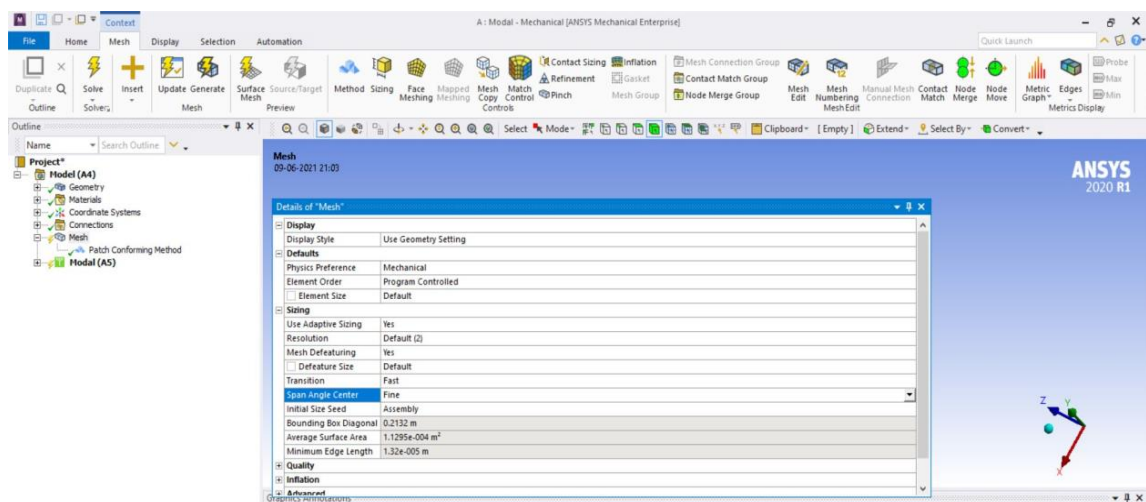 Context
A : Modal - Mechanical [ANSYS Mechanical Enterprise]
File Home Mesh Display Selection Automation
Quick Launch
Duplicate Q
Outline
Solve
Solver
Insert
Update Generate
Mesh
Surface Mesh
Source/Target
Preview
Method Sizing
Face Meshing
Mapped Meshing
Mesh Copy
Match Control
Contact Sizing
Refinement
Pinch
Inflation
Gasket
Mesh Group
Controls
Mesh Connection Group
Contact Match Group
Node Merge Group
Mesh Edit
Mesh Numbering
Manual Mesh Connection
Contact Match
Node Merge
Node Move
Mesh Edit
Metric Graph
Edges
Probe
Max
Min
Metrics Display
Outline
Select Mode
Clipboard [Empty] Extend Select By Convert
Name Search Outline
Project*
Model (A4)
Geometry
Materials
Coordinate Systems
Connections
Mesh
Patch Conforming Method
Modal (A5)
Mesh
09-06-2021 21:03
ANSYS
2020 R1
Details of "Mesh"
Display
Display Style Use Geometry Setting
Defaults
Physics Preference Mechanical
Element Order Program Controlled
Element Size Default
Sizing
Use Adaptive Sizing Yes
Resolution Default (2)
Mesh Defeaturing Yes
Defeature Size Default
Transition Fast
Span Angle Center Fine
Initial Size Seed Assembly
Bounding Box Diagonal 0.2132 m
Average Surface Area 1.1295e-004 m²
Minimum Edge Length 1.32e-005 m
Quality
Inflation
Advanced
Graphics Annotations
Z
Y
X